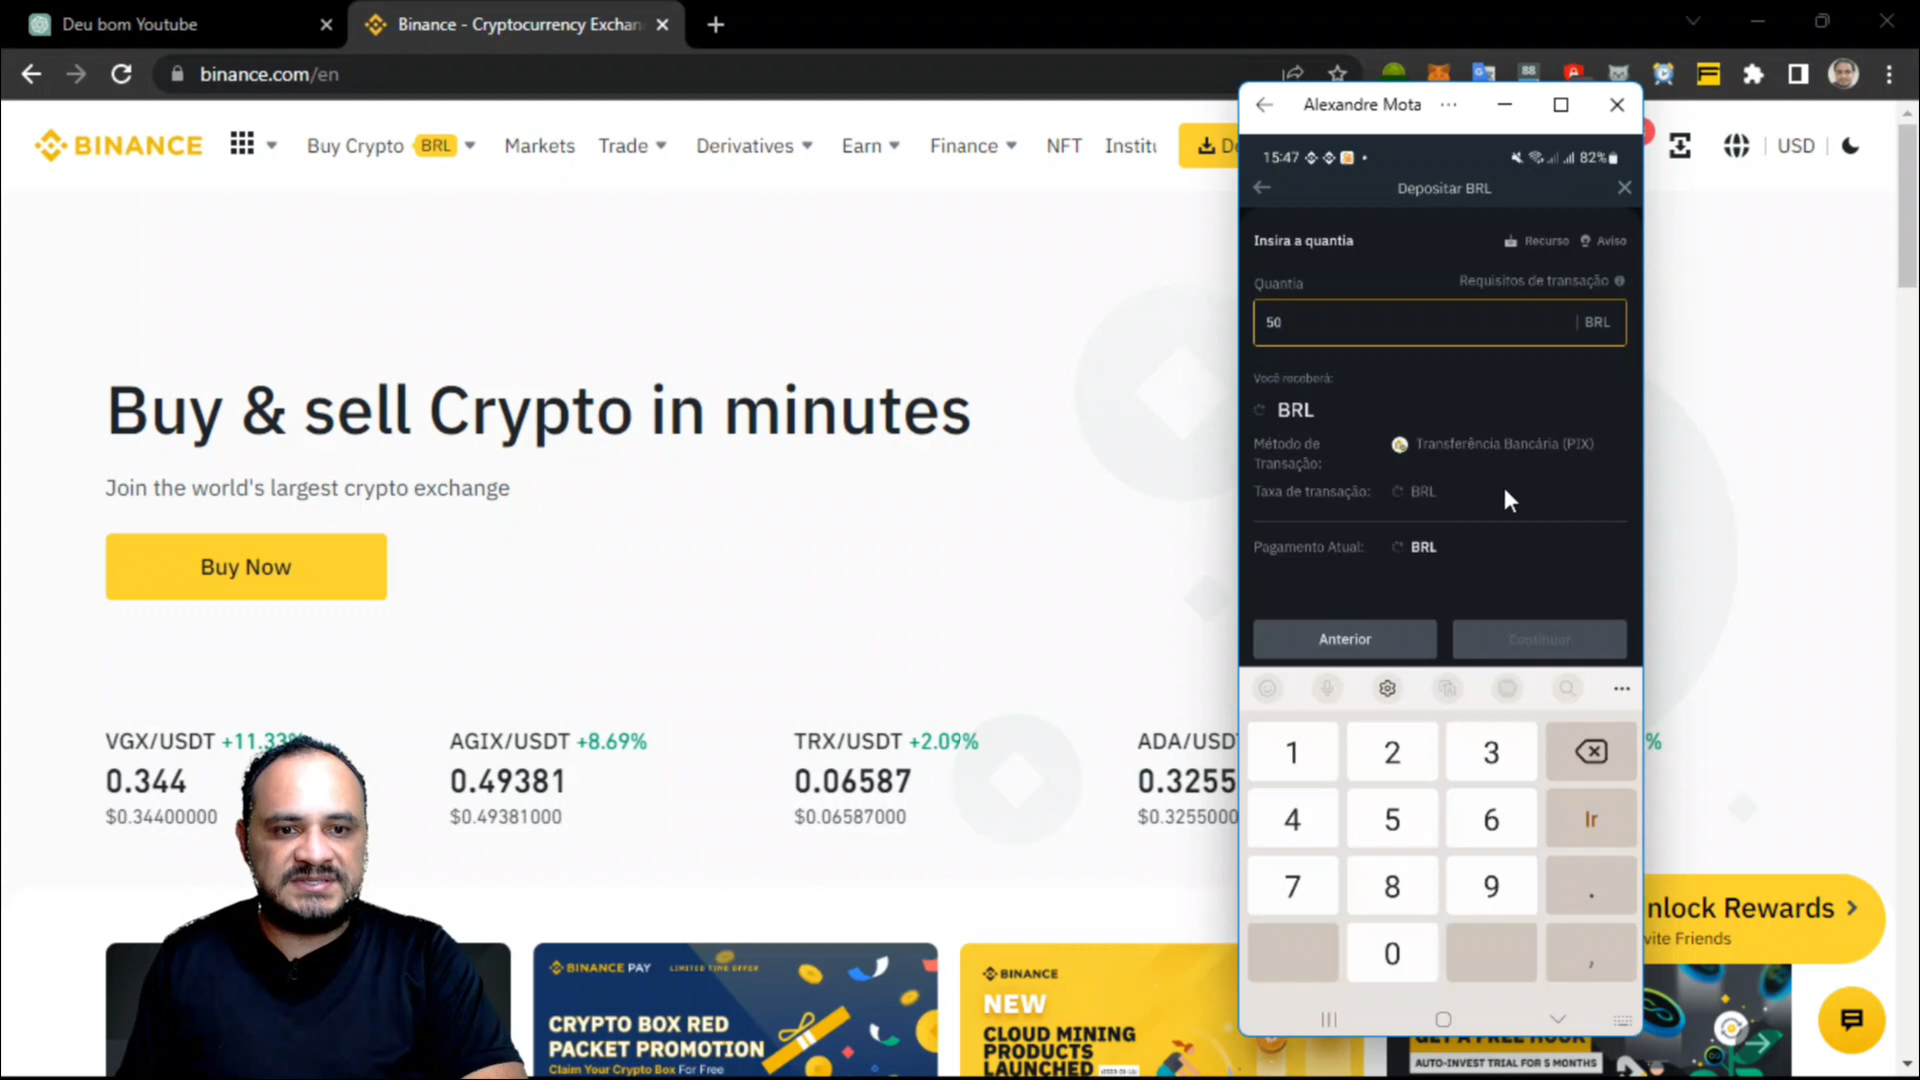 Deu bom Youtube
Binance - Cryptocurrency Exchan
binance.com/en
BINANCE
Buy Crypto BRL
Markets
Trade
Derivatives
Earn
Finance
NFT
Institu
USD
Buy & sell Crypto in minutes
Join the world's largest crypto exchange
Buy Now
VGX/USDT +11.33%
0.344
$0.34400000
AGIX/USDT +8.69%
0.49381
$0.49381000
TRX/USDT +2.09%
0.06587
$0.06587000
ADA/USD
0.3255
$0.3255000
%
BINANCE PAY
LIMITED TIME OFFER
CRYPTO BOX RED
PACKET PROMOTION
Claim Your Crypto Box For Free
BINANCE
NEW
CLOUD MINING
PRODUCTS
LAUNCHED
GET A FREE HOUR
AUTO-INVEST TRIAL FOR 5 MONTHS
nlock Rewards
vite Friends
Alexandre Mota
15:47
82%
Depositar BRL
Insira a quantia
Recurso
Aviso
Quantia
Requisitos de transação
50
BRL
Você receberá:
BRL
Método de
Transação:
Transferência Bancária (PIX)
Taxa de transação:
BRL
Pagamento Atual:
BRL
Anterior
Continuar
1 2 3
4 5 6 Ir
7 8 9 .
0 ,